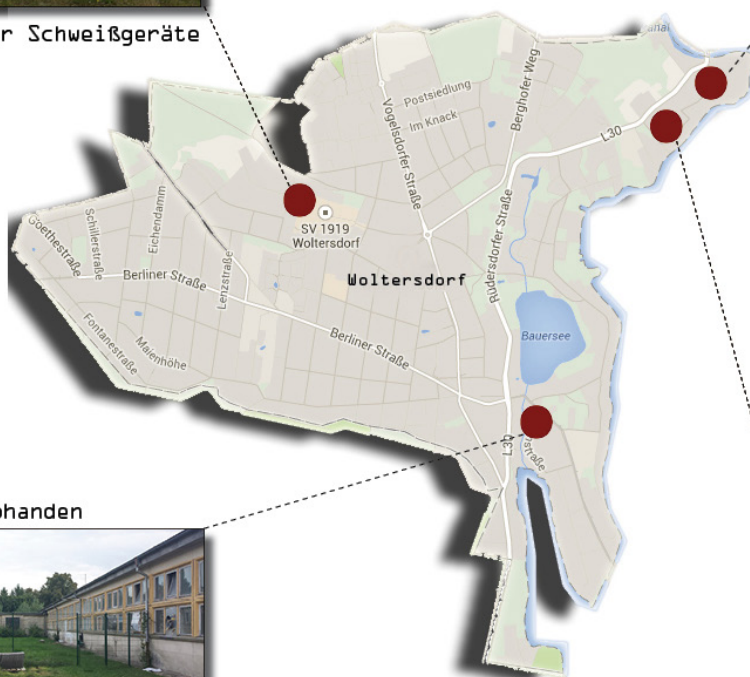 r Schweißgeräte
Postsiedlung
Im Knack
Vogelsdorfer Straße
Berghofer Weg
L30
SV 1919
Woltersdorf
Goethestraße
Schillerstraße
Eichendamm
Lenzstraße
Berliner Straße
Woltersdorf
Rüdersdorfer Straße
Fontanestraße
Maienhöhe
Berliner Straße
Bauersee
L30
straße
handen